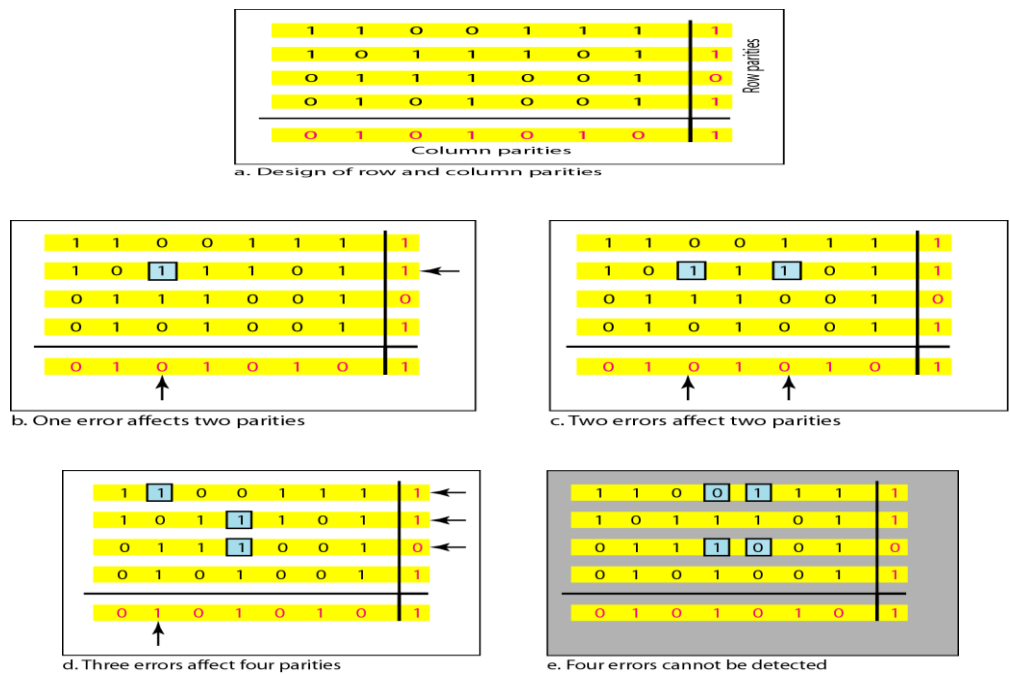 1 1 0 0 1 1 1 1
1 0 1 1 1 0 1 1
0 1 1 1 0 0 1 0
0 1 0 1 0 0 1 1
0 1 0 1 0 1 0 1
Row parities
Column parities
a. Design of row and column parities
1 1 0 0 1 1 1 1
1 0 1 1 1 0 1 1
0 1 1 1 0 0 1 0
0 1 0 1 0 0 1 1
0 1 0 1 0 1 0 1
b. One error affects two parities
1 1 0 0 1 1 1 1
1 0 1 1 1 0 1 1
0 1 1 1 0 0 1 0
0 1 0 1 0 0 1 1
0 1 0 1 0 1 0 1
c. Two errors affect two parities
1 1 0 0 1 1 1 1
1 0 1 1 1 0 1 1
0 1 1 1 0 0 1 0
0 1 0 1 0 0 1 1
0 1 0 1 0 1 0 1
d. Three errors affect four parities
1 1 0 0 1 1 1 1
1 0 1 1 1 0 1 1
0 1 1 1 0 0 1 0
0 1 0 1 0 0 1 1
0 1 0 1 0 1 0 1
e. Four errors cannot be detected